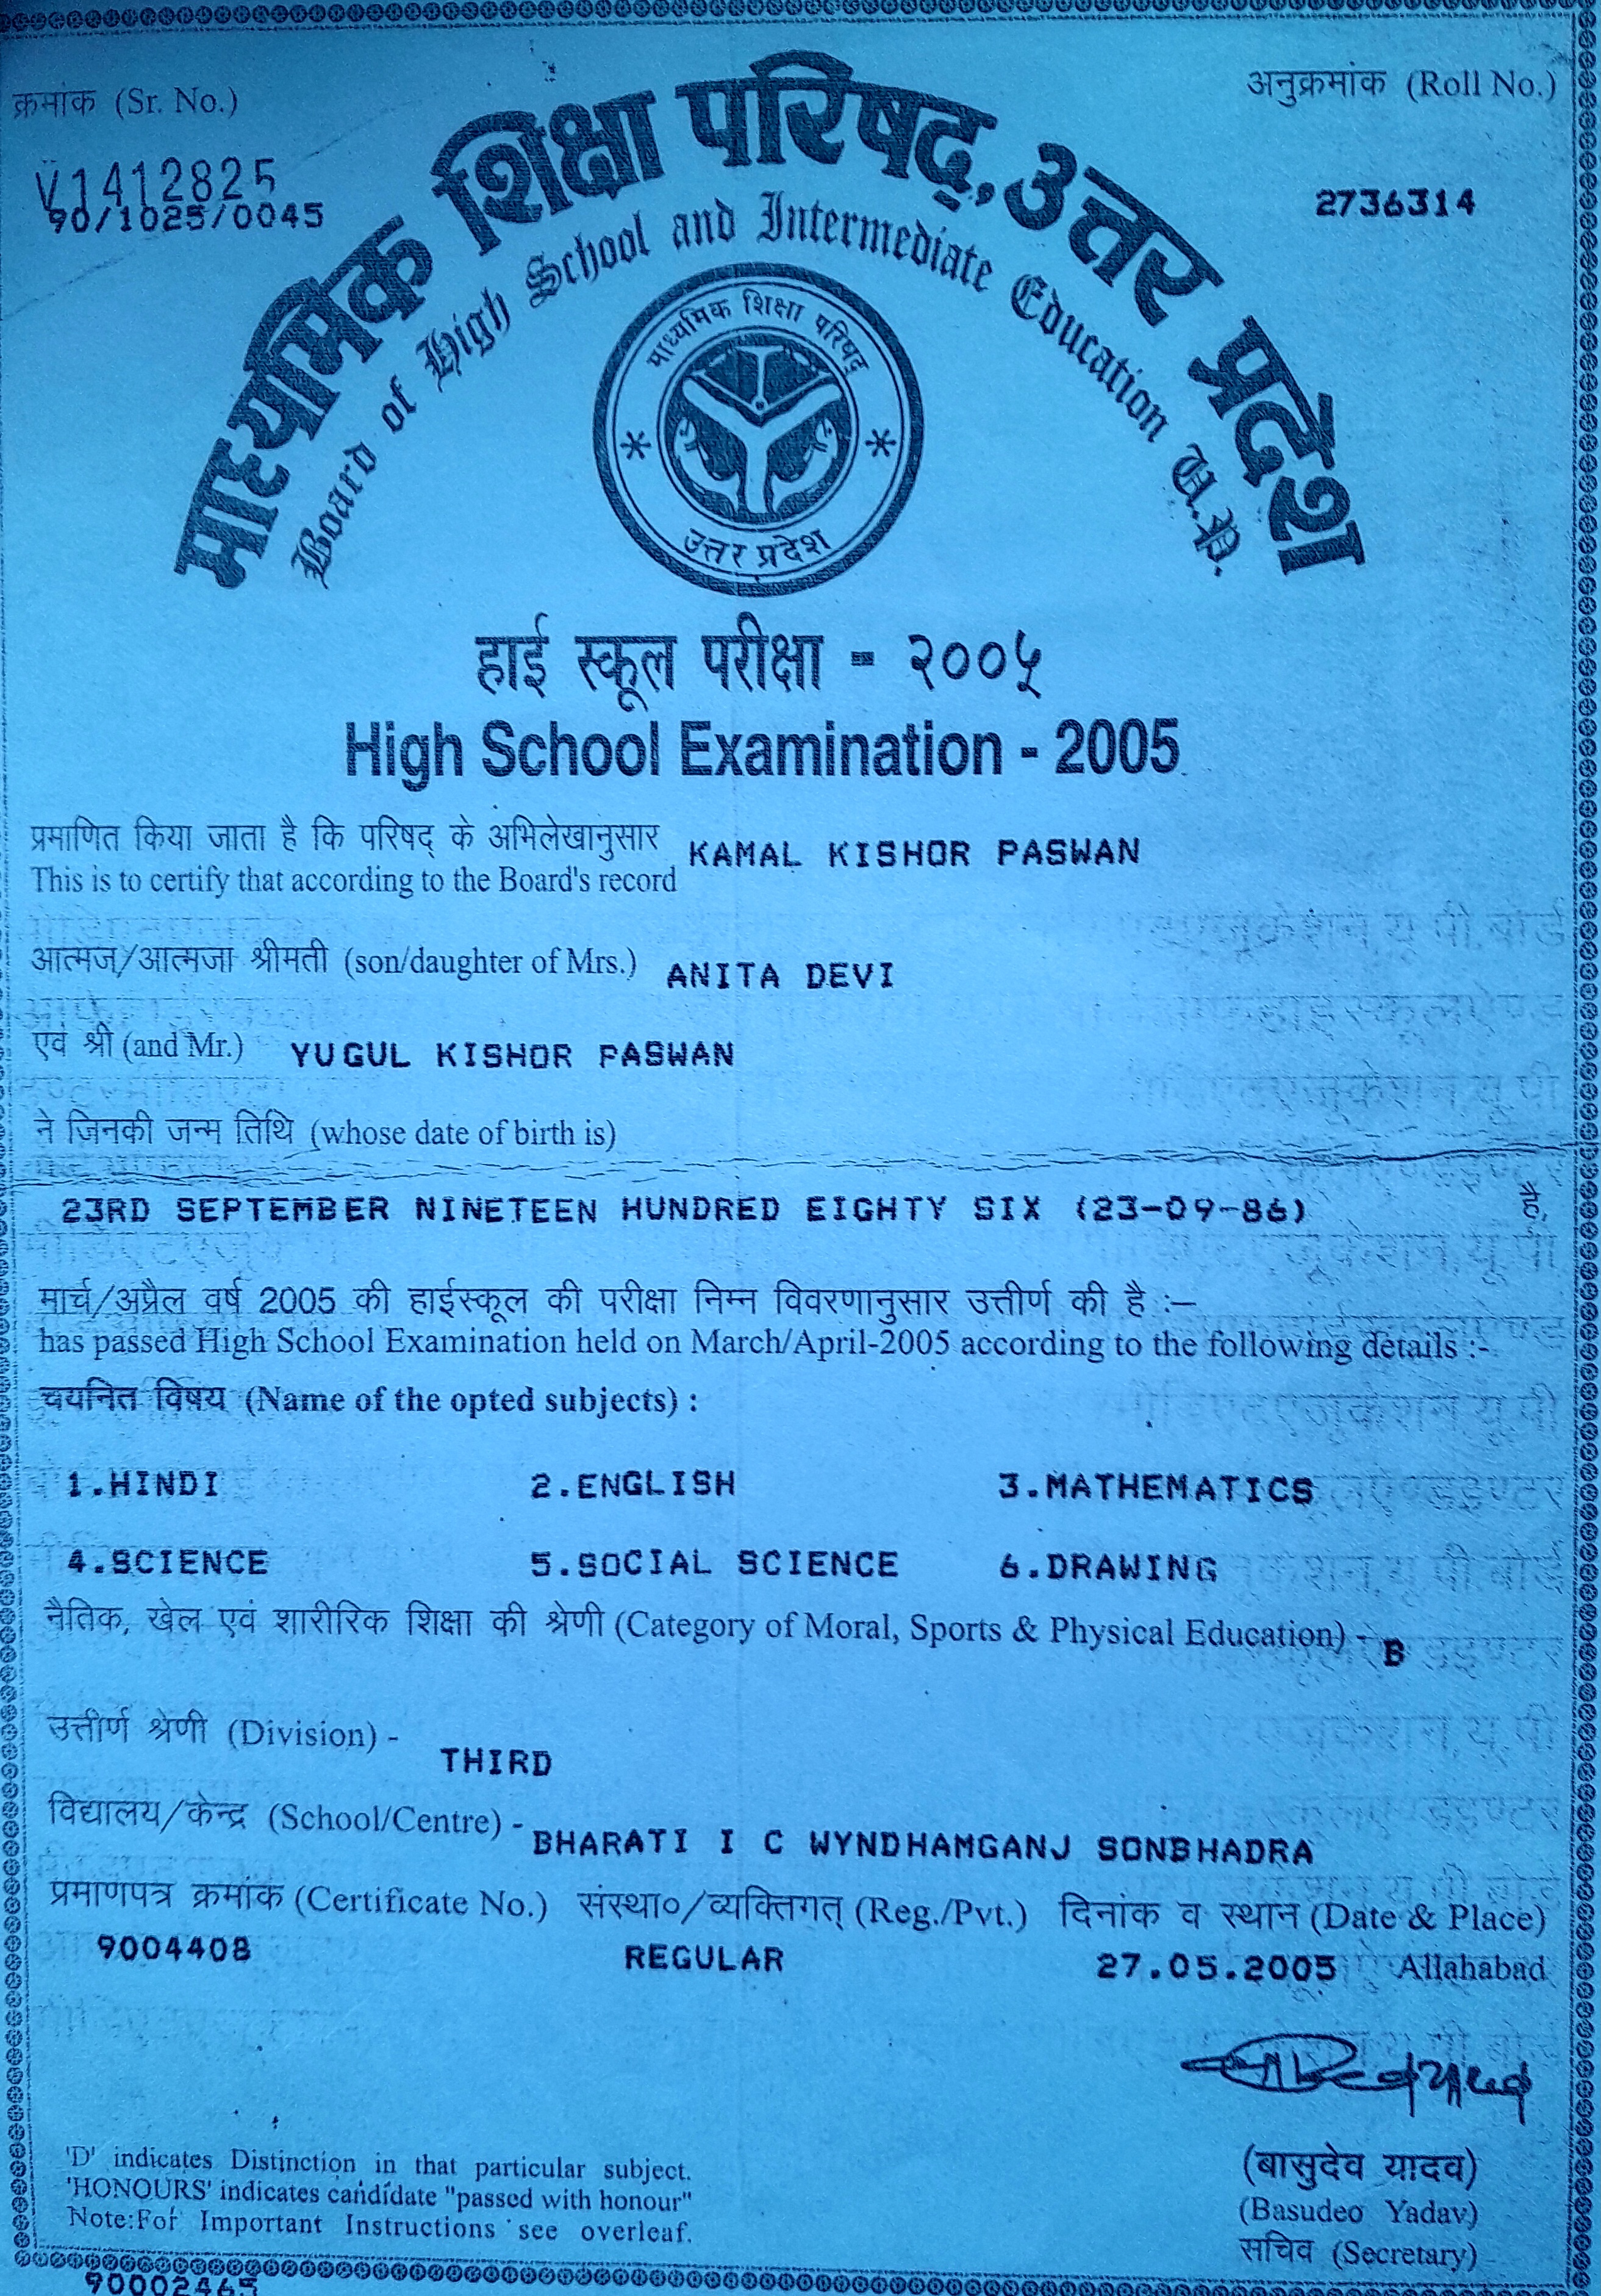 क्रमांक (Sr. No.)
अनुक्रमांक (Roll No.)
V1412825
90/1025/0045
2736314
माध्यमिक शिक्षा परिषद्, उत्तर प्रदेश
Board of High School and Intermediate Education U.P.
माध्यमिक शिक्षा परिषद्
उत्तर प्रदेश
हाई स्कूल परीक्षा - २००५
High School Examination - 2005
प्रमाणित किया जाता है कि परिषद् के अभिलेखानुसार KAMAL KISHOR PASWAN
This is to certify that according to the Board's record
आत्मज/आत्मजा श्रीमती (son/daughter of Mrs.) ANITA DEVI
एवं श्री (and Mr.) YUGUL KISHOR PASWAN
ने जिनकी जन्म तिथि (whose date of birth is)
23RD SEPTEMBER NINETEEN HUNDRED EIGHTY SIX (23-09-86) है,
मार्च/अप्रैल वर्ष 2005 की हाईस्कूल की परीक्षा निम्न विवरणानुसार उत्तीर्ण की है :–
has passed High School Examination held on March/April-2005 according to the following details :-
चयनित विषय (Name of the opted subjects) :
1.HINDI 2.ENGLISH 3.MATHEMATICS
4.SCIENCE 5.SOCIAL SCIENCE 6.DRAWING
नैतिक, खेल एवं शारीरिक शिक्षा की श्रेणी (Category of Moral, Sports & Physical Education) - B
उत्तीर्ण श्रेणी (Division) - THIRD
विद्यालय/केन्द्र (School/Centre) - BHARATI I C WYNDHAMGANJ SONBHADRA
प्रमाणपत्र क्रमांक (Certificate No.) संस्था०/व्यक्तिगत् (Reg./Pvt.) दिनांक व स्थान (Date & Place)
9004408 REGULAR 27.05.2005 Allahabad
'D' indicates Distinction in that particular subject.
'HONOURS' indicates candidate "passed with honour"
Note:For Important Instructions see overleaf.
(बासुदेव यादव)
(Basudeo Yadav)
सचिव (Secretary)
90002465